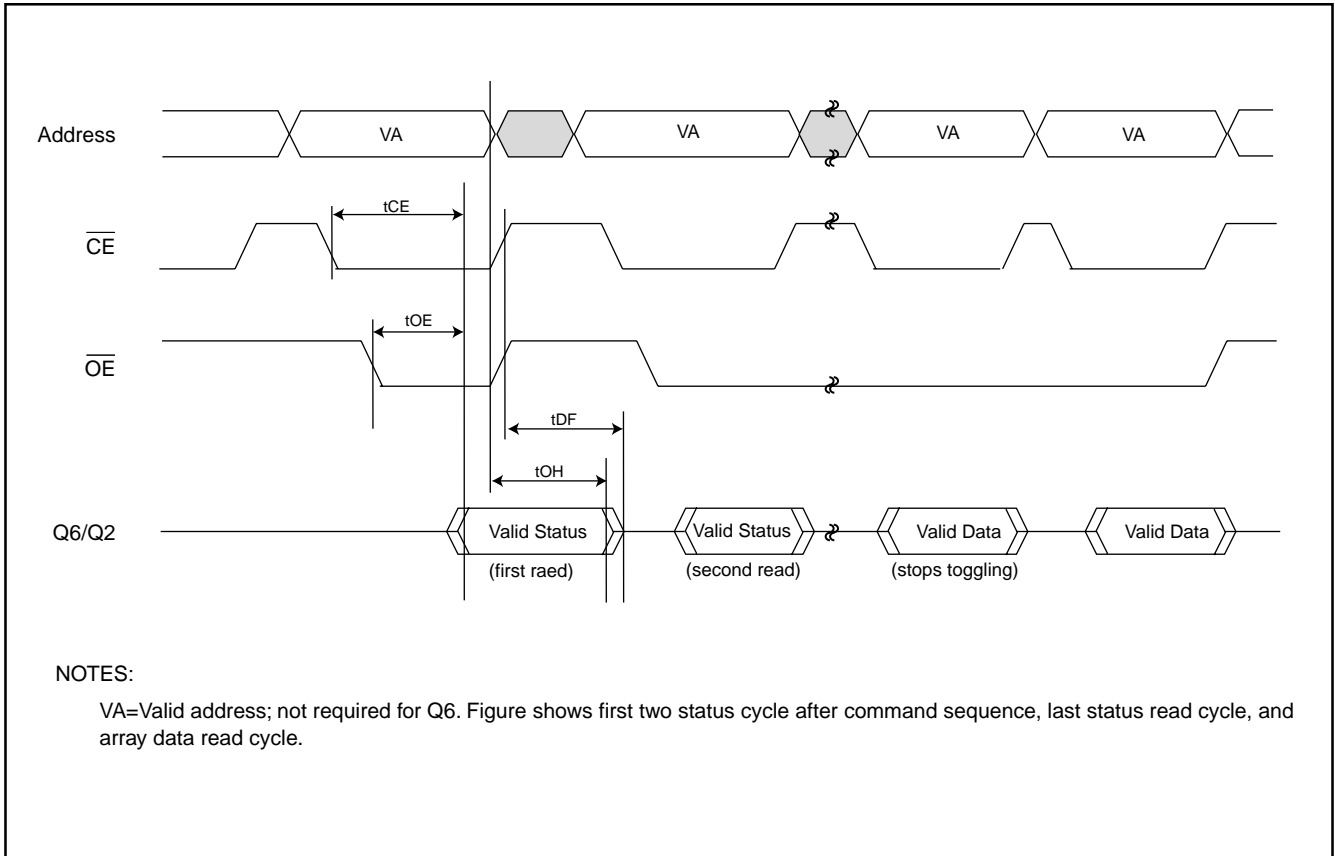 Address
VA
VA
VA
VA
tCE
CE
tOE
OE
tDF
tOH
Q6/Q2
Valid Status
Valid Status
Valid Data
Valid Data
(first raed)
(second read)
(stops toggling)
NOTES:
VA=Valid address; not required for Q6. Figure shows first two status cycle after command sequence, last status read cycle, and
array data read cycle.